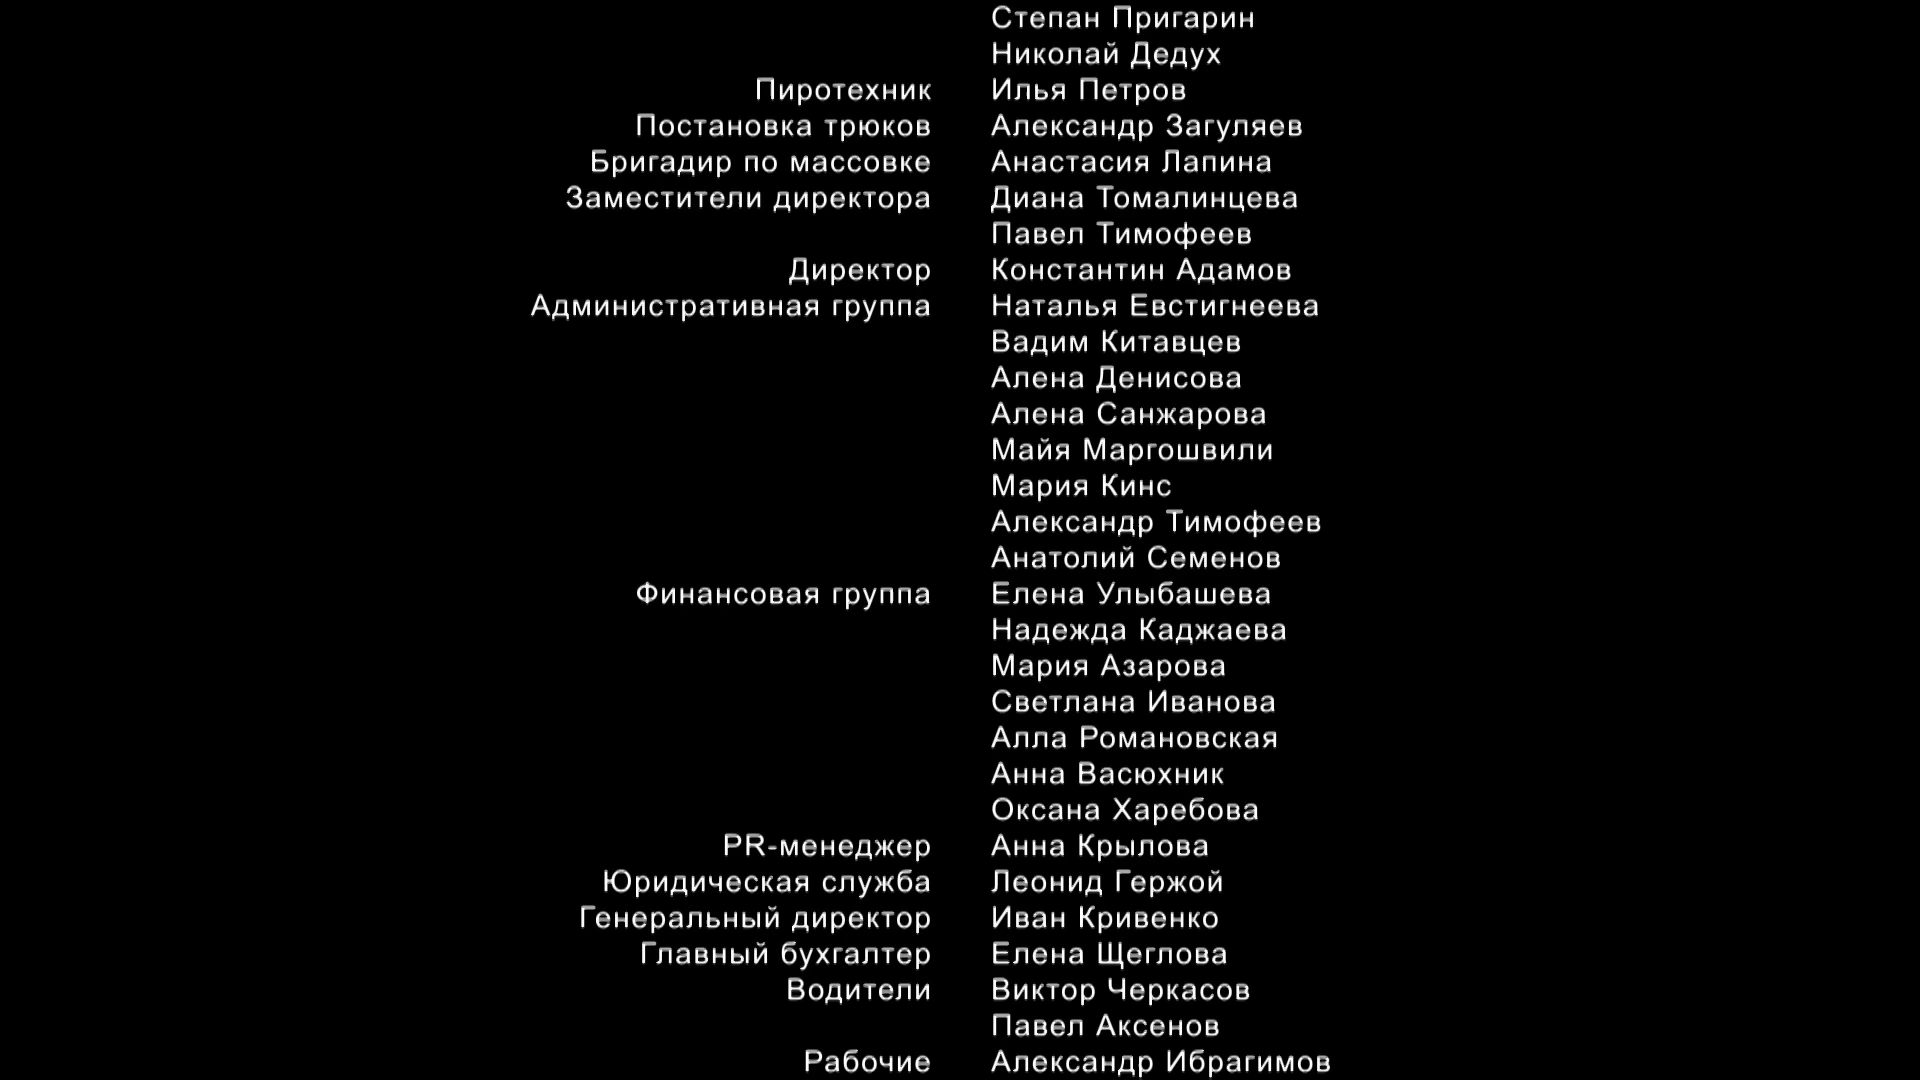 Степан Пригарин
Николай Дедух
Пиротехник Илья Петров
Постановка трюков Александр Загуляев
Бригадир по массовке Анастасия Лапина
Заместители директора Диана Томалинцева
Павел Тимофеев
Директор Константин Адамов
Административная группа Наталья Евстигнеева
Вадим Китавцев
Алена Денисова
Алена Санжарова
Майя Маргошвили
Мария Кинс
Александр Тимофеев
Анатолий Семенов
Финансовая группа Елена Улыбашева
Надежда Каджаева
Мария Азарова
Светлана Иванова
Алла Романовская
Анна Васюхник
Оксана Харебова
PR-менеджер Анна Крылова
Юридическая служба Леонид Гержой
Генеральный директор Иван Кривенко
Главный бухгалтер Елена Щеглова
Водители Виктор Черкасов
Павел Аксенов
Рабочие Александр Ибрагимов